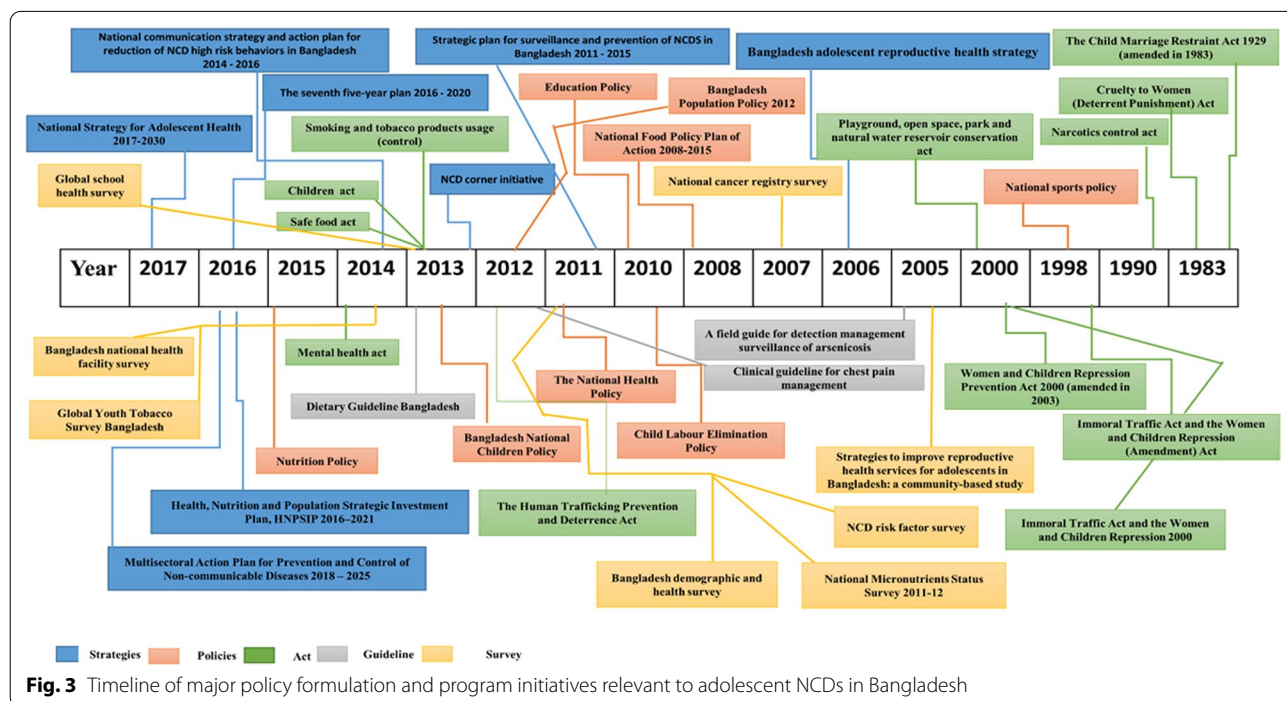 National communication strategy and action plan for
reduction of NCD high risk behaviors in Bangladesh
2014 - 2016
Strategic plan for surveillance and prevention of NCDS in
Bangladesh 2011 - 2015
Bangladesh adolescent reproductive health strategy
The Child Marriage Restraint Act 1929
(amended in 1983)
The seventh five-year plan 2016 - 2020
Education Policy
Bangladesh
Population Policy 2012
Cruelty to Women
(Deterrent Punishment) Act
National Strategy for Adolescent Health
2017-2030
Smoking and tobacco products usage
(control)
National Food Policy Plan of
Action 2008-2015
Playground, open space, park and
natural water reservoir conservation
act
Narcotics control act
Global school
health survey
Children act
NCD corner initiative
National cancer registry survey
National sports policy
Safe food act
Year 2017 2016 2015 2014 2013 2012 2011 2010 2008 2007 2006 2005 2000 1998 1990 1983
Bangladesh national health
facility survey
Mental health act
A field guide for detection management
surveillance of arsenicosis
Clinical guideline for chest pain
management
The National Health
Policy
Women and Children Repression
Prevention Act 2000 (amended in
2003)
Global Youth Tobacco
Survey Bangladesh
Dietary Guideline Bangladesh
Nutrition Policy
Bangladesh National
Children Policy
Child Labour Elimination
Policy
Immoral Traffic Act and the Women
and Children Repression
(Amendment) Act
Strategies to improve reproductive
health services for adolescents in
Bangladesh: a community-based study
Health, Nutrition and Population Strategic Investment
Plan, HNPSIP 2016–2021
The Human Trafficking Prevention
and Deterrence Act
NCD risk factor survey
Immoral Traffic Act and the Women
and Children Repression 2000
Multisectoral Action Plan for Prevention and Control of
Non-communicable Diseases 2018 – 2025
Bangladesh demographic and
health survey
National Micronutrients Status
Survey 2011-12
Strategies Policies Act Guideline Survey
Fig. 3 Timeline of major policy formulation and program initiatives relevant to adolescent NCDs in Bangladesh